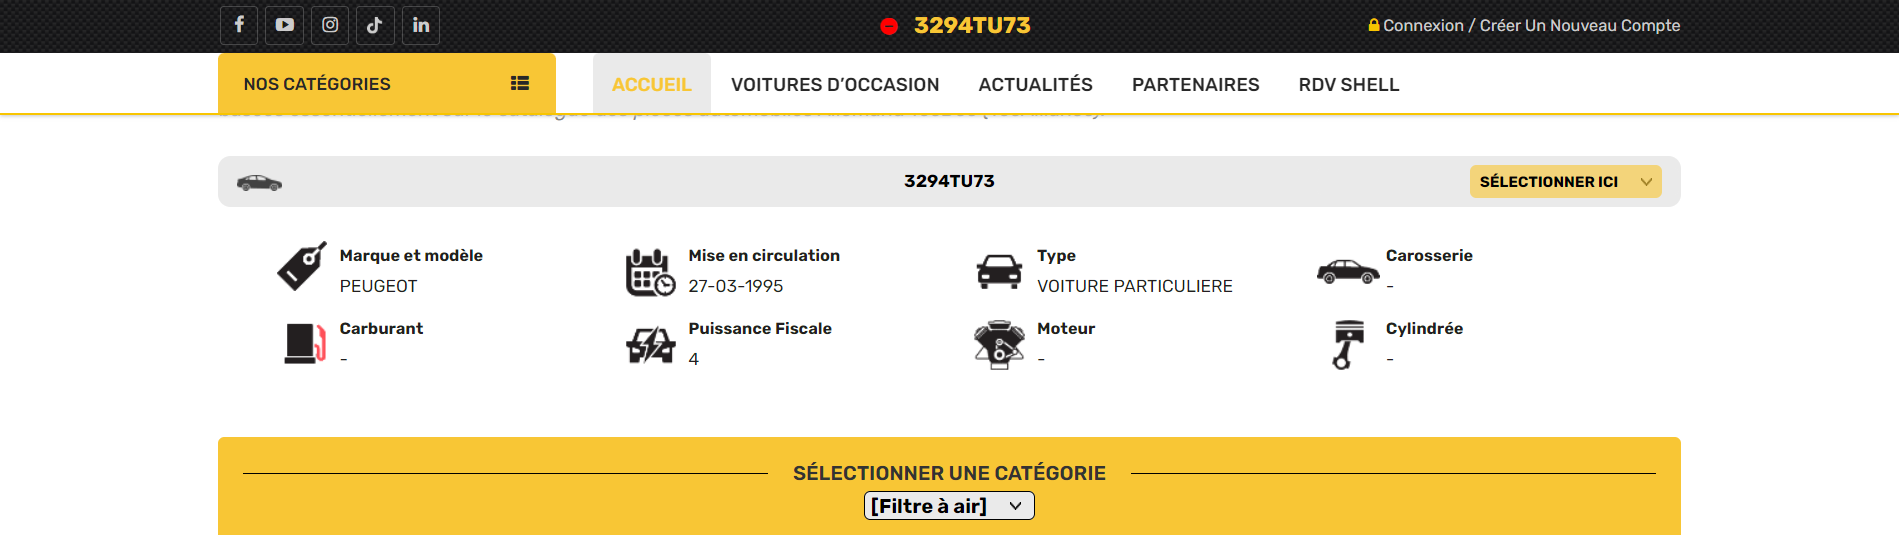 3294TU73
Connexion / Créer Un Nouveau Compte
NOS CATÉGORIES
ACCUEIL
VOITURES D’OCCASION
ACTUALITÉS
PARTENAIRES
RDV SHELL
3294TU73
SÉLECTIONNER ICI
Marque et modèle
PEUGEOT
Mise en circulation
27-03-1995
Type
VOITURE PARTICULIERE
Carosserie
-
Carburant
-
Puissance Fiscale
4
Moteur
-
Cylindrée
-
SÉLECTIONNER UNE CATÉGORIE
[Filtre à air]